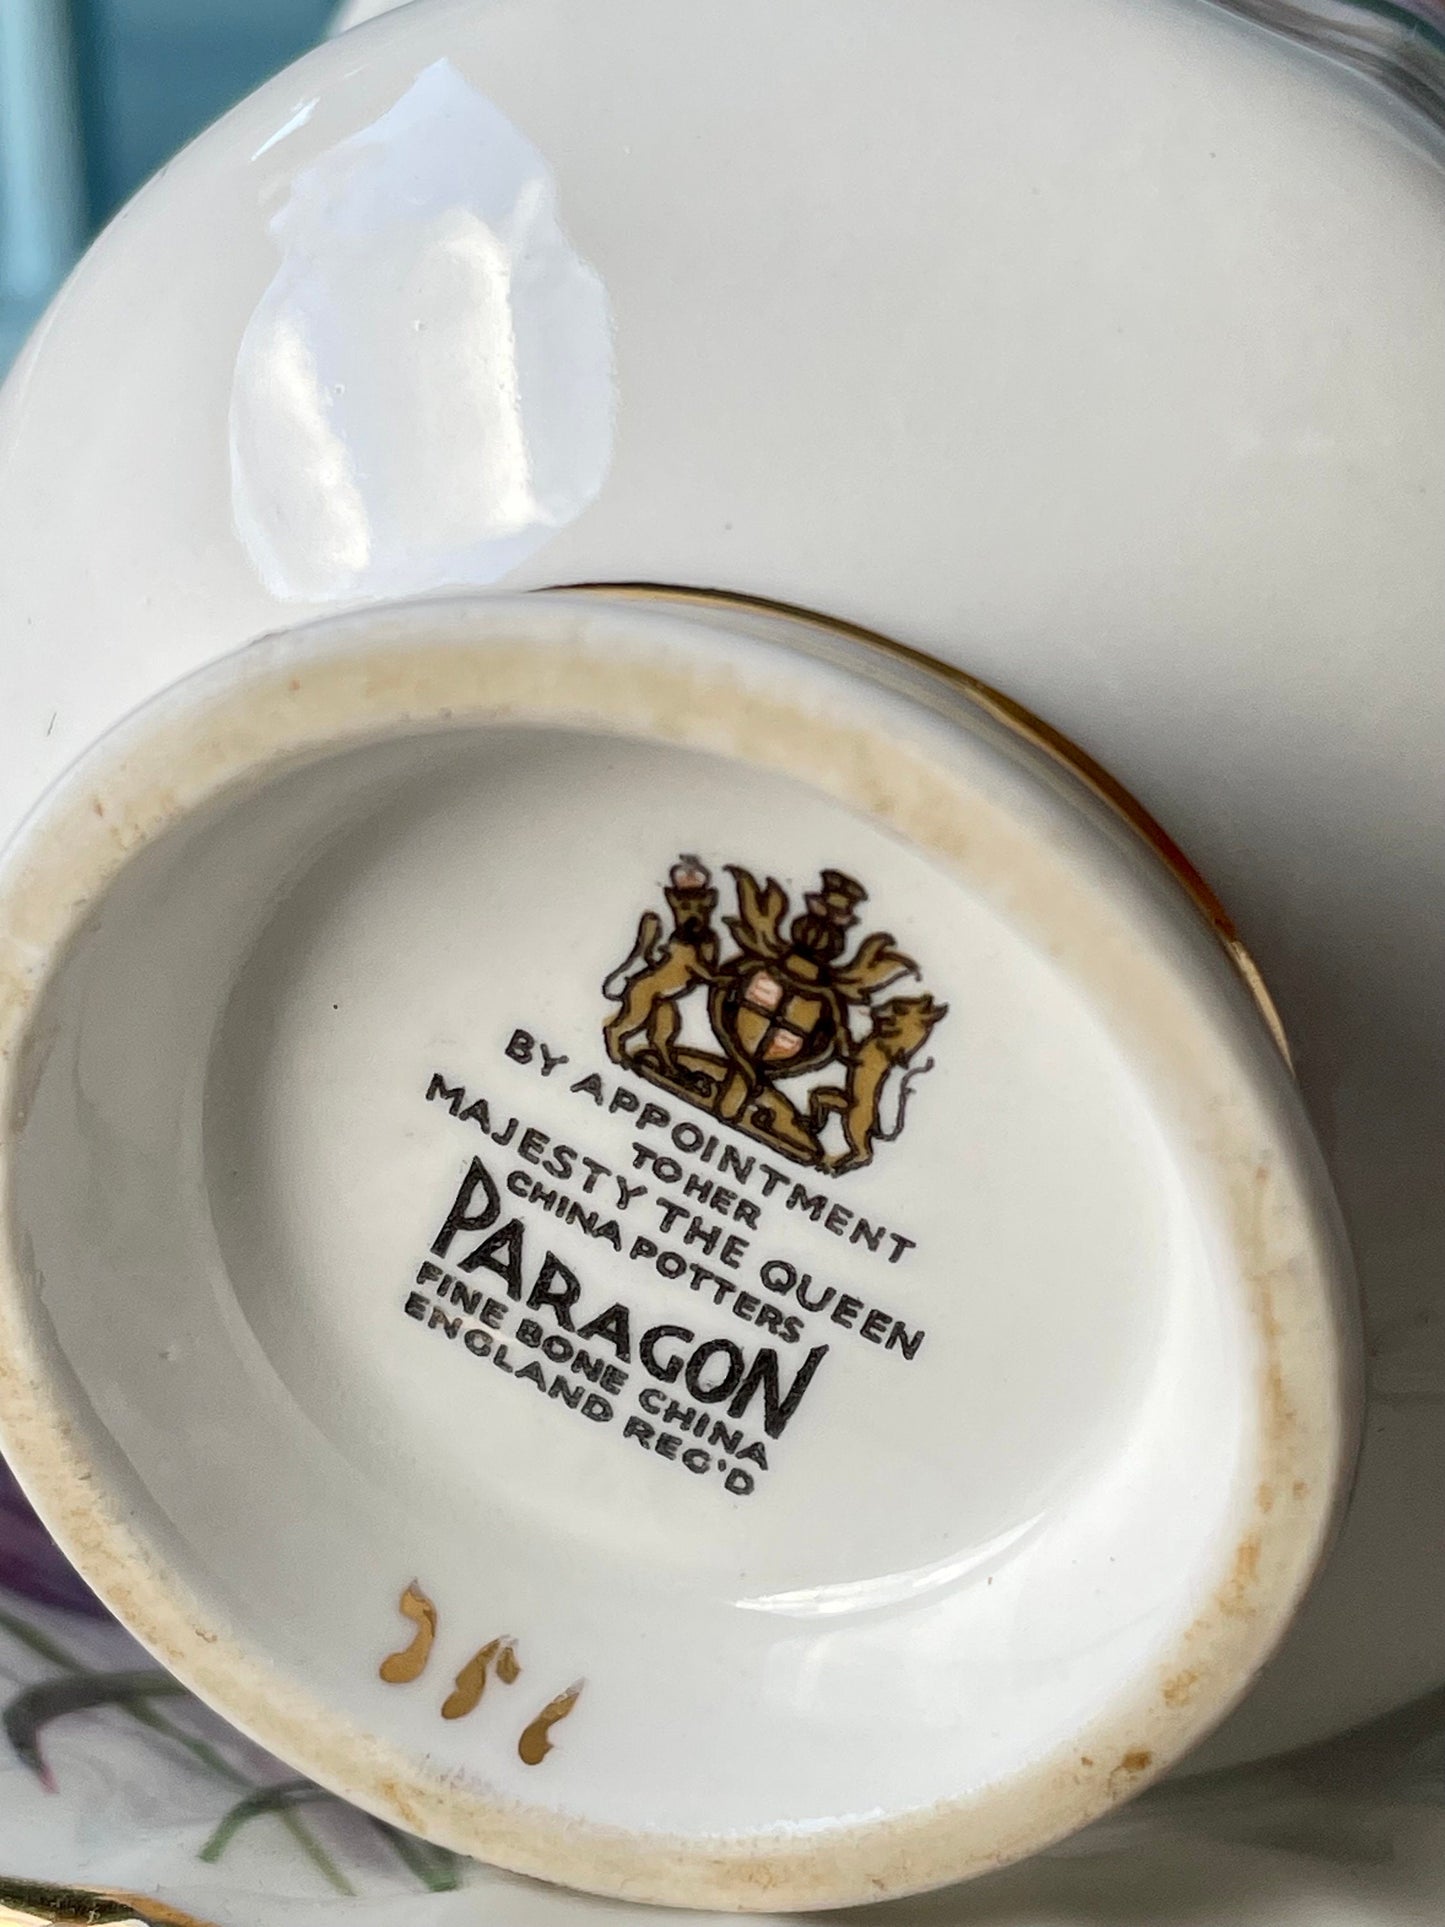 BY APPOINTMENT
TO HER
MAJESTY THE QUEEN
CHINA POTTERS
PARAGON
FINE BONE CHINA
ENGLAND REG'D